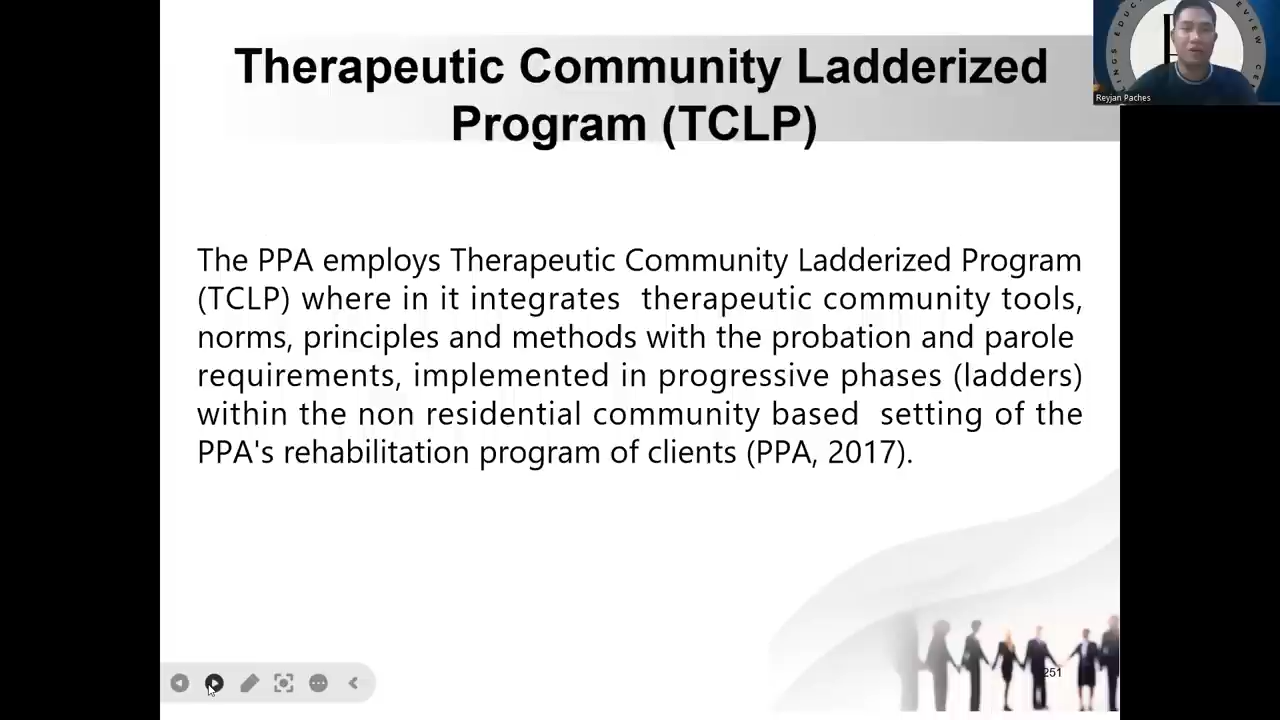 Therapeutic Community Ladderized
Program (TCLP)
Reyjan Paches
The PPA employs Therapeutic Community Ladderized Program
(TCLP) where in it integrates therapeutic community tools,
norms, principles and methods with the probation and parole
requirements, implemented in progressive phases (ladders)
within the non residential community based setting of the
PPA's rehabilitation program of clients (PPA, 2017).
251